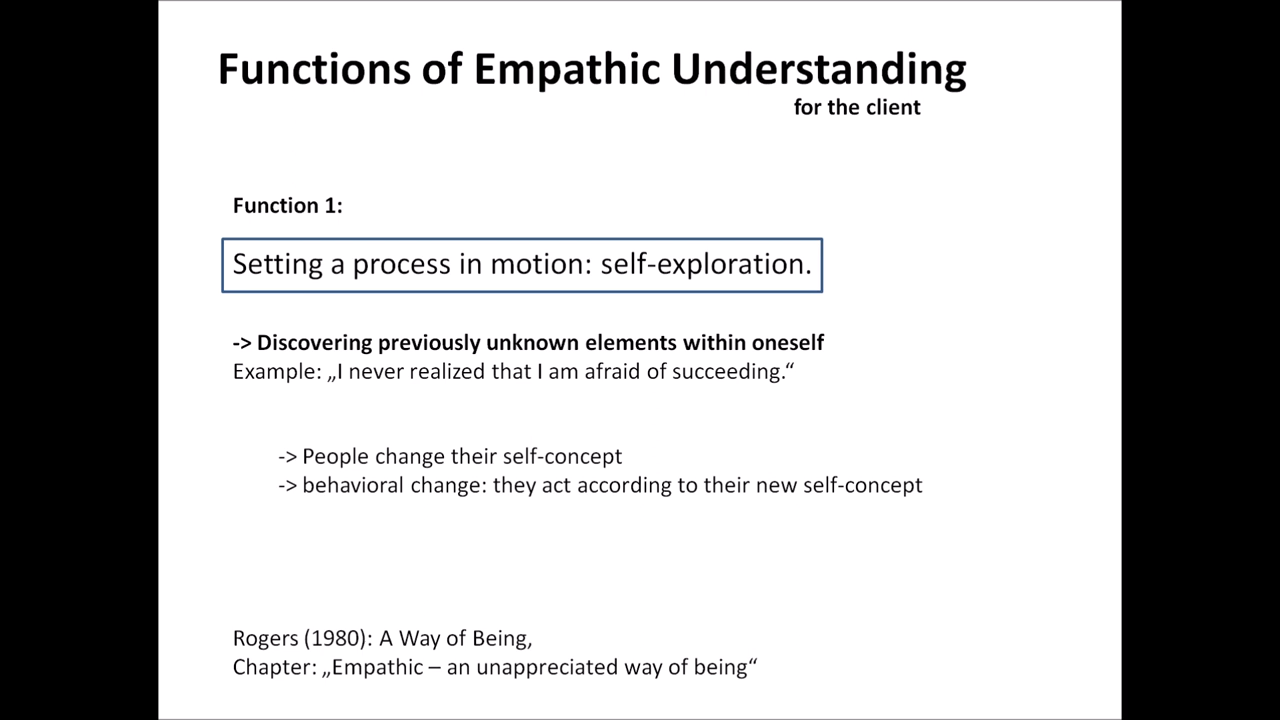 Functions of Empathic Understanding
for the client
Function 1:
Setting a process in motion: self-exploration.
-> Discovering previously unknown elements within oneself
Example: „I never realized that I am afraid of succeeding.“
-> People change their self-concept
-> behavioral change: they act according to their new self-concept
Rogers (1980): A Way of Being,
Chapter: „Empathic – an unappreciated way of being“